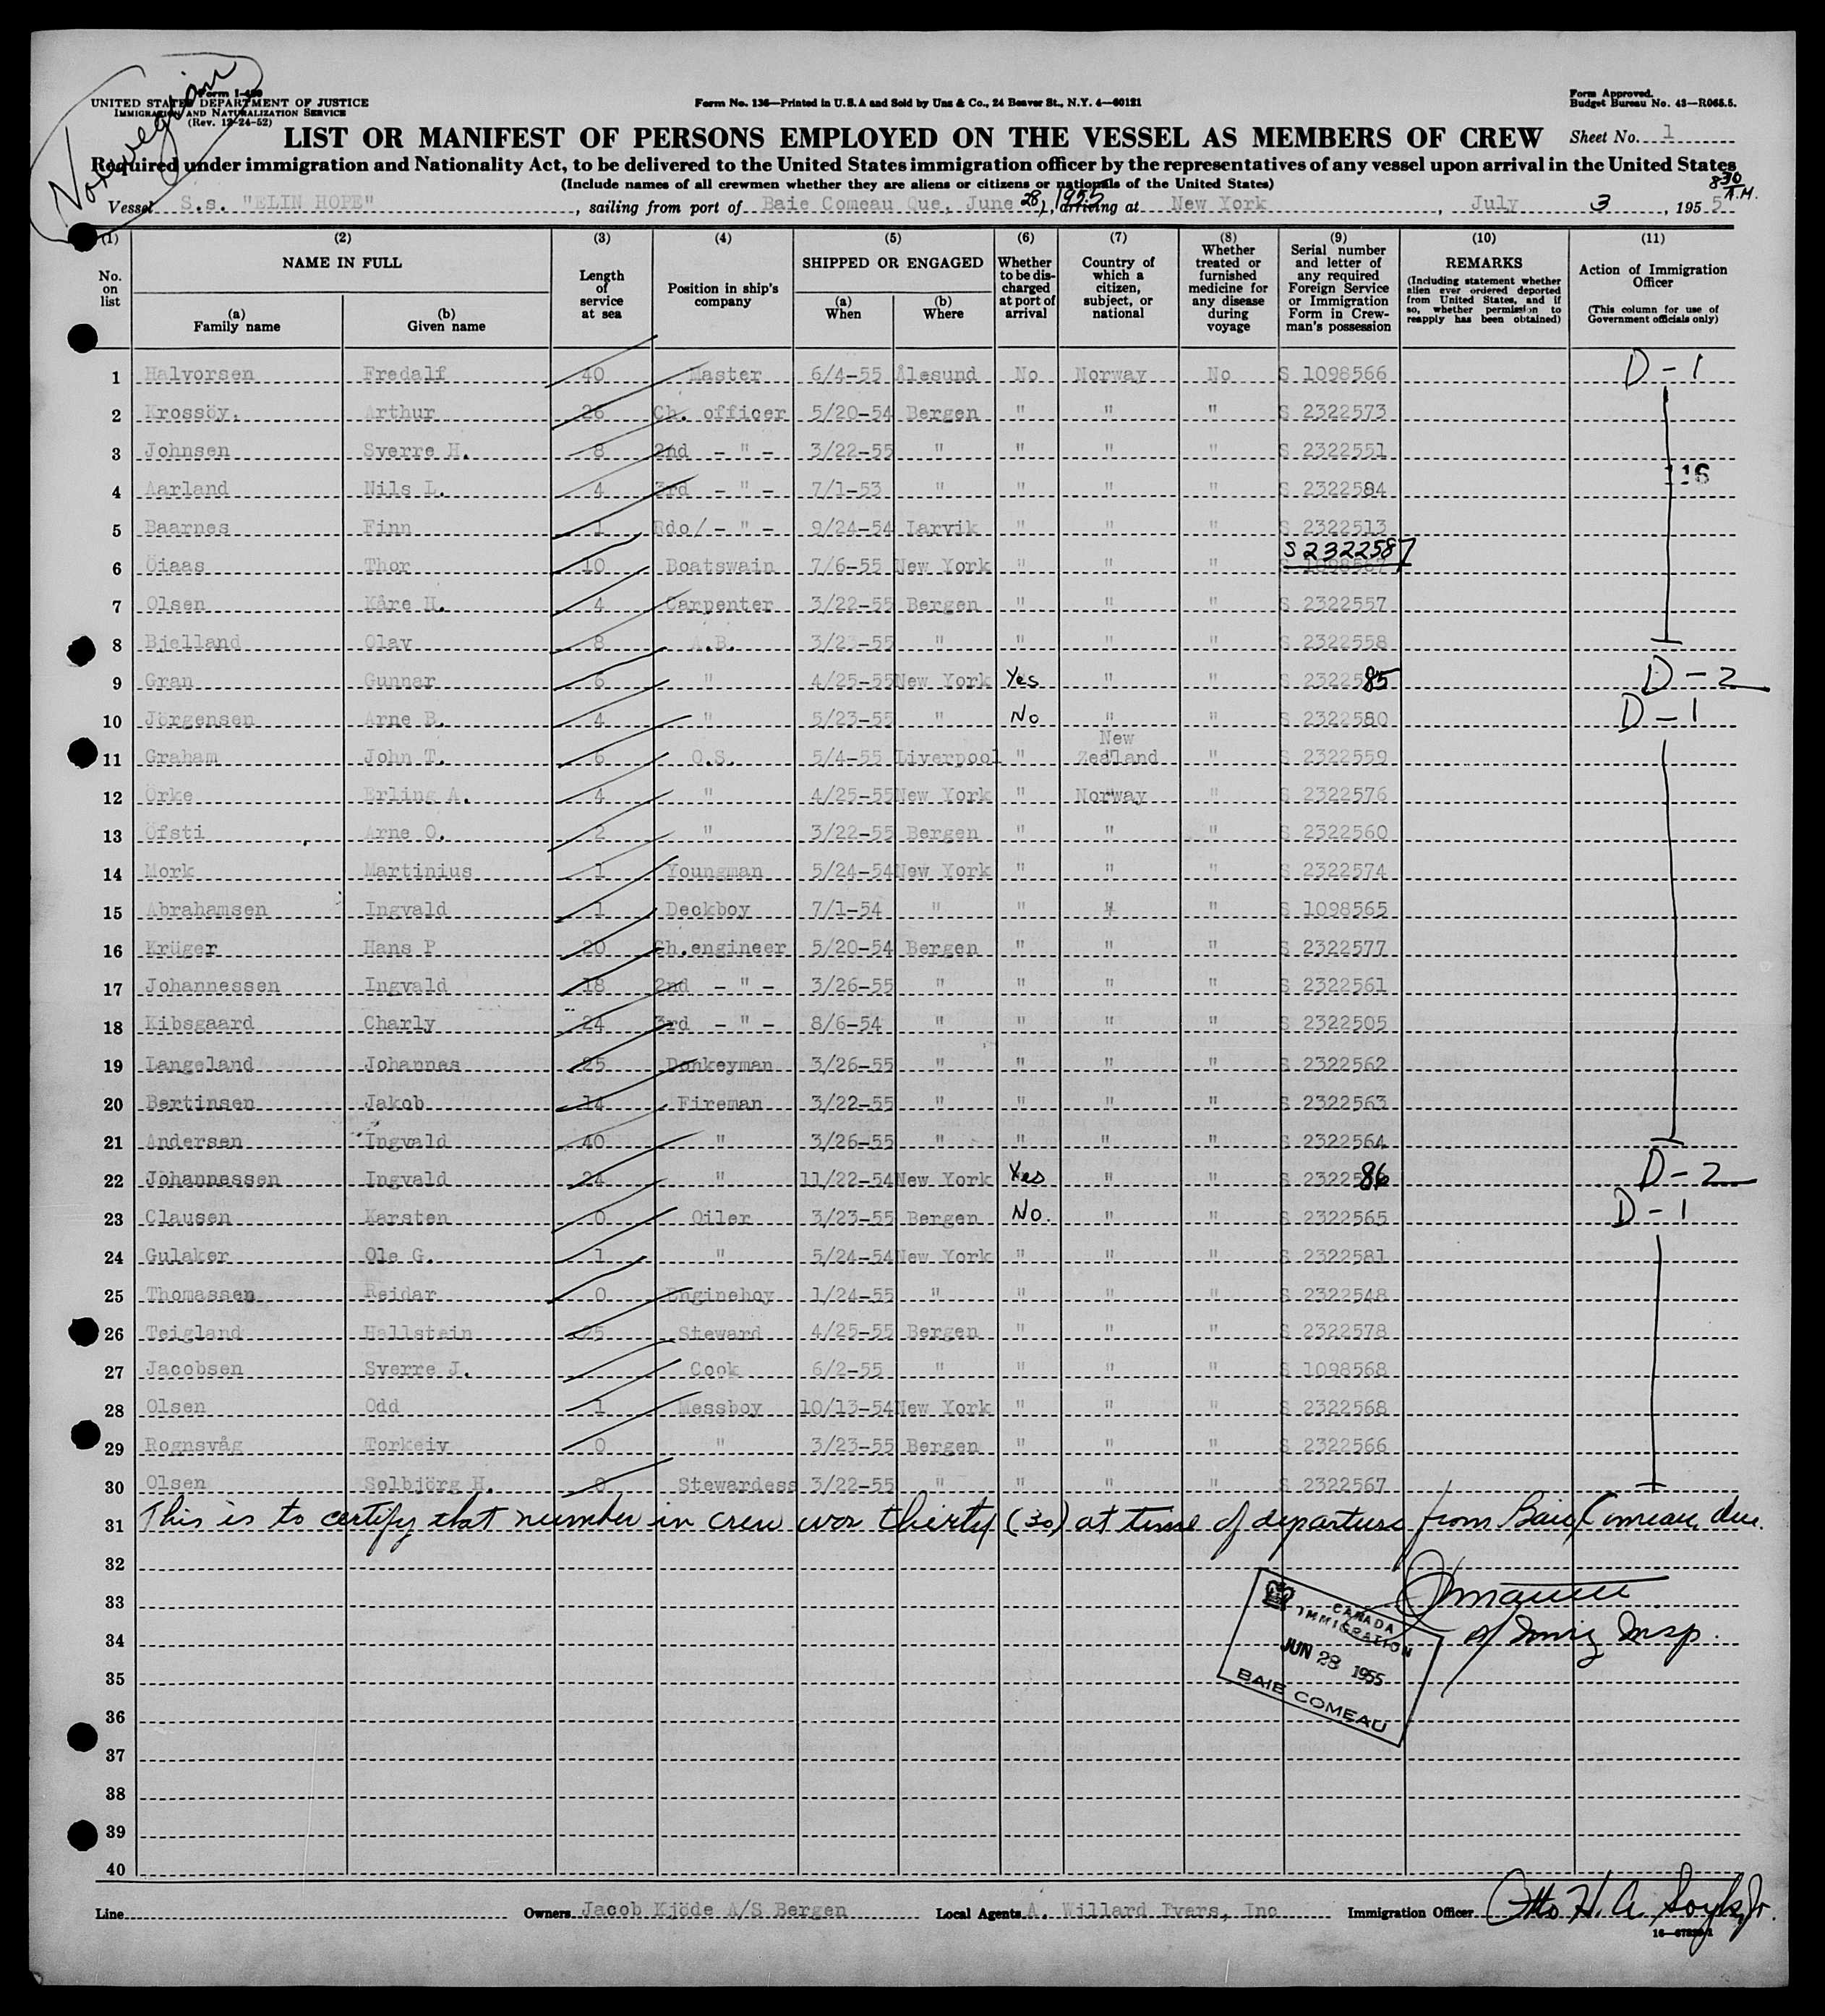 Norwegian
Form I-480
UNITED STATES DEPARTMENT OF JUSTICE
IMMIGRATION AND NATURALIZATION SERVICE
(Rev. 12-24-52)
Form No. 136—Printed in U.S.A and Sold by Unz & Co., 24 Beaver St., N.Y. 4—60121
Form Approved.
Budget Bureau No. 43—R065.5.
LIST OR MANIFEST OF PERSONS EMPLOYED ON THE VESSEL AS MEMBERS OF CREW
Sheet No. 1
Required under immigration and Nationality Act, to be delivered to the United States immigration officer by the representatives of any vessel upon arrival in the United States
(Include names of all crewmen whether they are aliens or citizens or nationals of the United States)
830 A.M.
Vessel S.s. "ELIN HOPE", sailing from port of Baie Comeau Que, June 28, 1955, arriving at New York, July 3, 1955
(1) (2) (3) (4) (5) (6) (7) (8) (9) (10) (11)
No. on list
NAME IN FULL
(a) Family name
(b) Given name
Length of service at sea
Position in ship's company
SHIPPED OR ENGAGED
(a) When
(b) Where
Whether to be discharged at port of arrival
Country of which a citizen, subject, or national
Whether treated or furnished medicine for any disease during voyage
Serial number and letter of any required Foreign Service or Immigration Form in Crewman's possession
REMARKS
(Including statement whether alien ever ordered deported from United States, and if so, whether permission to reapply has been obtained)
Action of Immigration Officer
(This column for use of Government officials only)
1 Halvorsen Fredalf 40 Master 6/4-55 Ålesund No Norway No S 1098566 D-1
2 Krossöy, Arthur 26 Ch. officer 5/20-54 Bergen " " " S 2322573
3 Johnsen Sverre H. 8 2nd - " - 3/22-55 " " " " S 2322551
4 Aarland Nils L. 4 3rd - " - 7/1-53 " " " " S 2322584 116
5 Baarnes Finn 1 Rdo/ - " - 9/24-54 Larvik " " " S 2322513
6 Öiaas Thor 10 Boatswain 7/6-55 New York " " " S 1098567 S 2322587
7 Olsen Kåre H. 4 Carpenter 3/22-55 Bergen " " " S 2322557
8 Bjelland Olav 8 A.B. 3/23-55 " " " " S 2322558
9 Gran Gunnar 6 " 4/25-55 New York Yes " " S 2322585 D-2
10 Jörgensen Arne B. 4 " 5/23-55 " No " " S 2322580 D-1
11 Graham John T. 6 O.S. 5/4-55 Liverpool " New Zealand " S 2322559
12 Örke Erling A. 4 " 4/25-55 New York " Norway " S 2322576
13 Öfsti Arne O. 2 " 3/22-55 Bergen " " " S 2322560
14 Mork Martinius 1 Youngman 5/24-54 New York " " " S 2322574
15 Abrahamsen Ingvald 1 Deckboy 7/1-54 " " " " S 1098565
16 Krüger Hans P 20 Ch.engineer 5/20-54 Bergen " " " S 2322577
17 Johannessen Ingvald 18 2nd - " - 3/26-55 " " " " S 2322561
18 Kibsgaard Charly 24 3rd - " - 8/6-54 " " " " S 2322505
19 Langeland Johannes 25 Donkeyman 3/26-55 " " " " S 2322562
20 Bertinsen Jakob 14 Fireman 3/22-55 " " " " S 2322563
21 Andersen Ingvald 40 " 3/26-55 " " " " S 2322564
22 Johannessen Ingvald 24 " 11/22-54 New York Yes " " S 2322586 D-2
23 Clausen Karsten 0 Oiler 3/23-55 Bergen No. " " S 2322565 D-1
24 Gulaker Ole G. 1 " 5/24-54 New York " " " S 2322581
25 Thomassen Reidar 0 Engineboy 1/24-55 " " " " S 2322548
26 Teigland Hallstein 25 Steward 4/25-55 Bergen " " " S 2322578
27 Jacobsen Sverre J. Cook 6/2-55 " " " " S 1098568
28 Olsen Odd 1 Messboy 10/13-54 New York " " " S 2322568
29 Rognsvåg Torkeiv 0 " 3/23-55 Bergen " " " S 2322566
30 Olsen Solbjörg H. 0 Stewardess 3/22-55 " " " " S 2322567
31 This is to certify that number in crew was thirty (30) at time of departure from Baie Comeau, Que.
32
33
34
35
36
37
38
39
40
CANADA
IMMIGRATION
JUN 28 1955
BAIE COMEAU
Immig Insp.
Line Owners Jacob Kjöde A/S Bergen Local Agents A. Willard Ivers, Inc Immigration Officer Otto H. A.